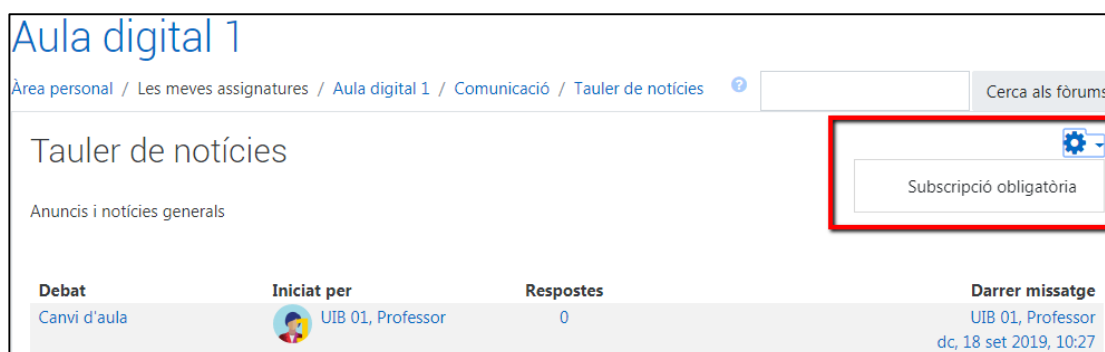 Aula digital 1
Àrea personal / Les meves assignatures / Aula digital 1 / Comunicació / Tauler de notícies
Cerca als fòrums
Tauler de notícies
Subscripció obligatòria
Anuncis i notícies generals
Debat Iniciat per Respostes Darrer missatge
Canvi d'aula UIB 01, Professor 0 UIB 01, Professor
dc, 18 set 2019, 10:27